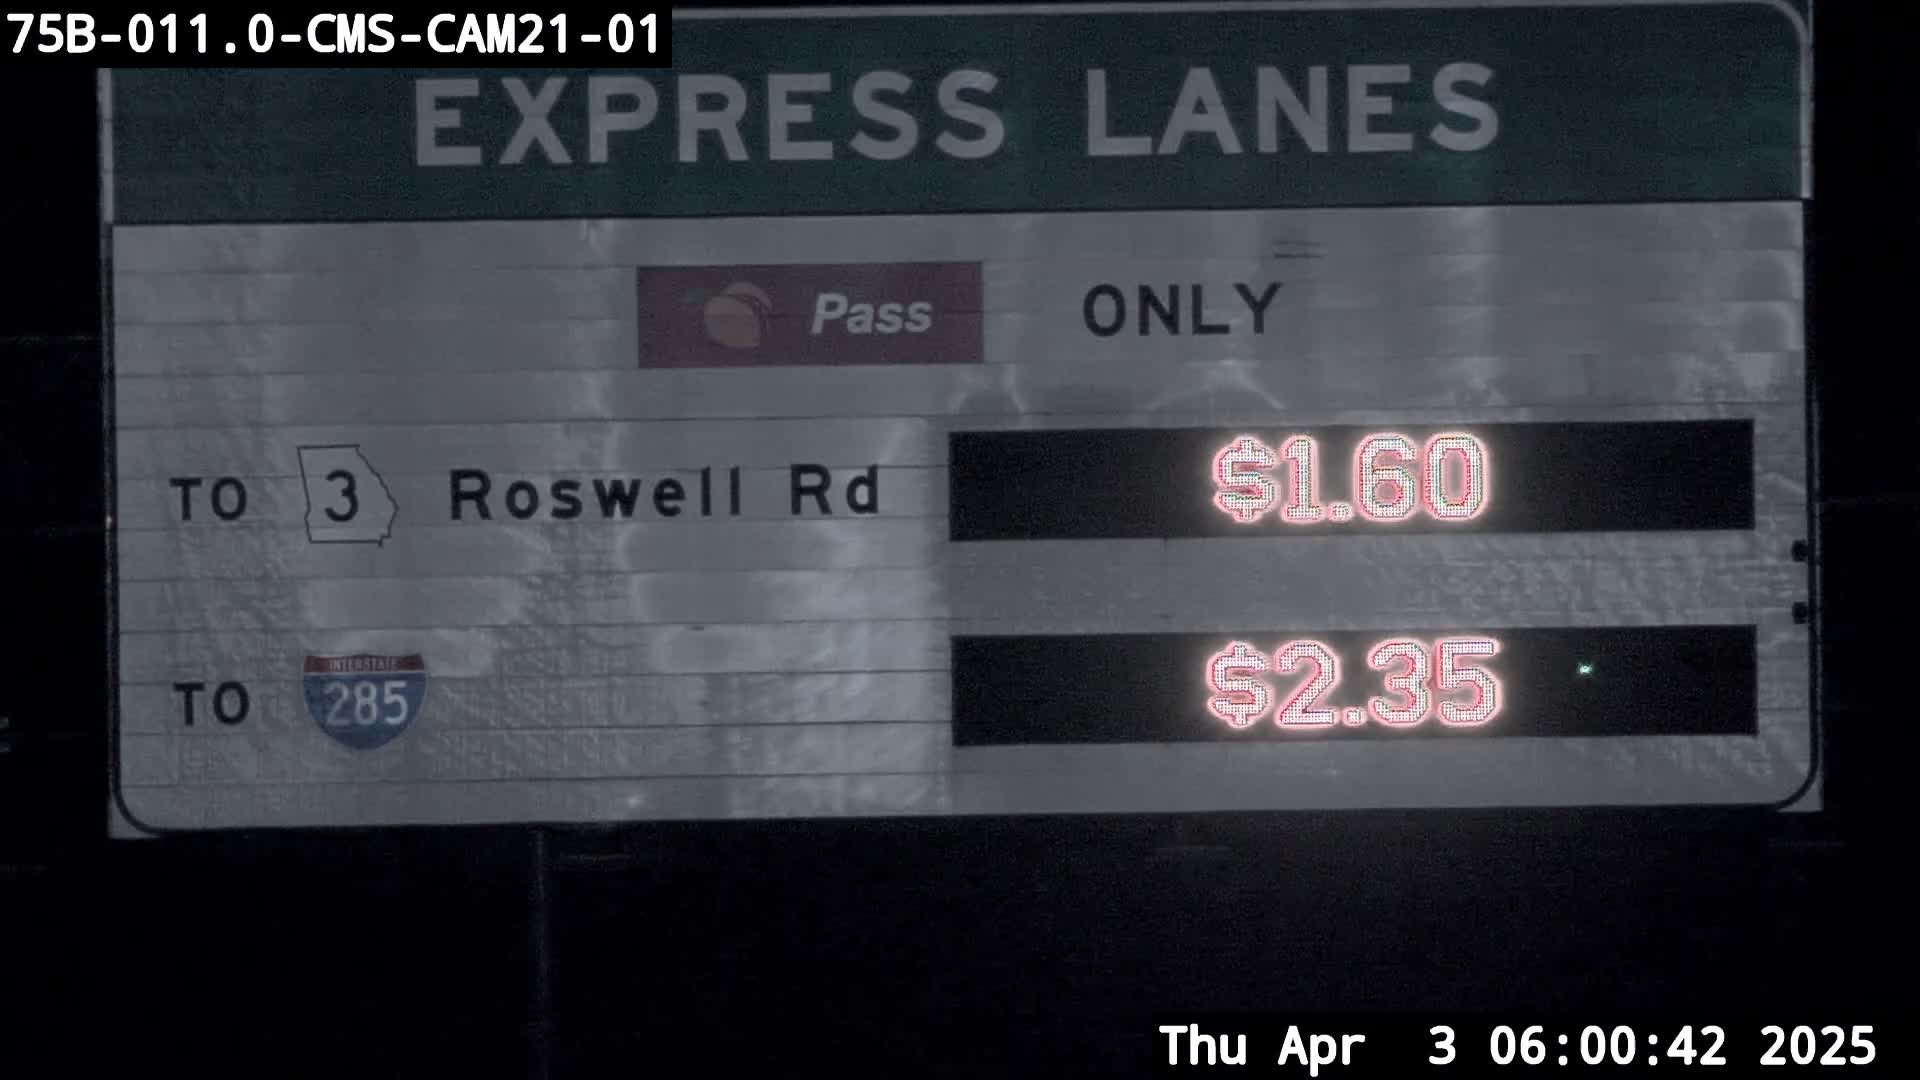 75B-011.0-CMS-CAM21-01
EXPRESS LANES
Pass ONLY
TO 3 Roswell Rd $1.60
INTERSTATE
TO 285 $2.35
Thu Apr 3 06:00:42 2025